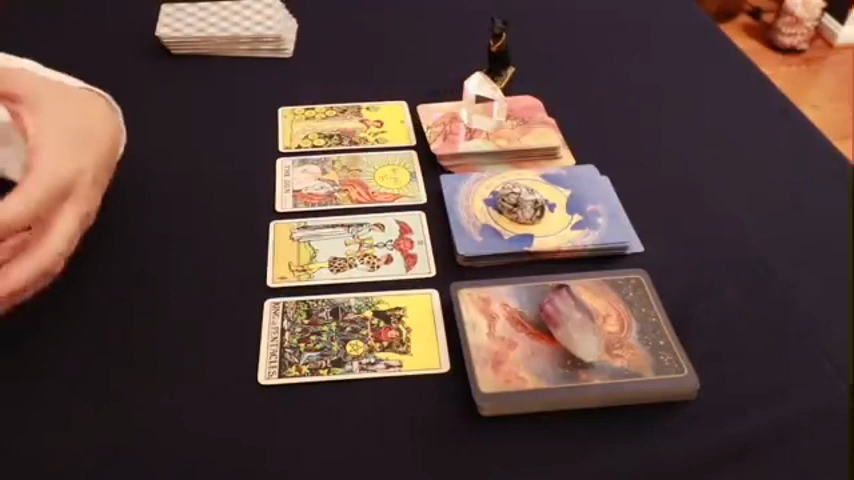 THE SUN.
KING of PENTACLES.